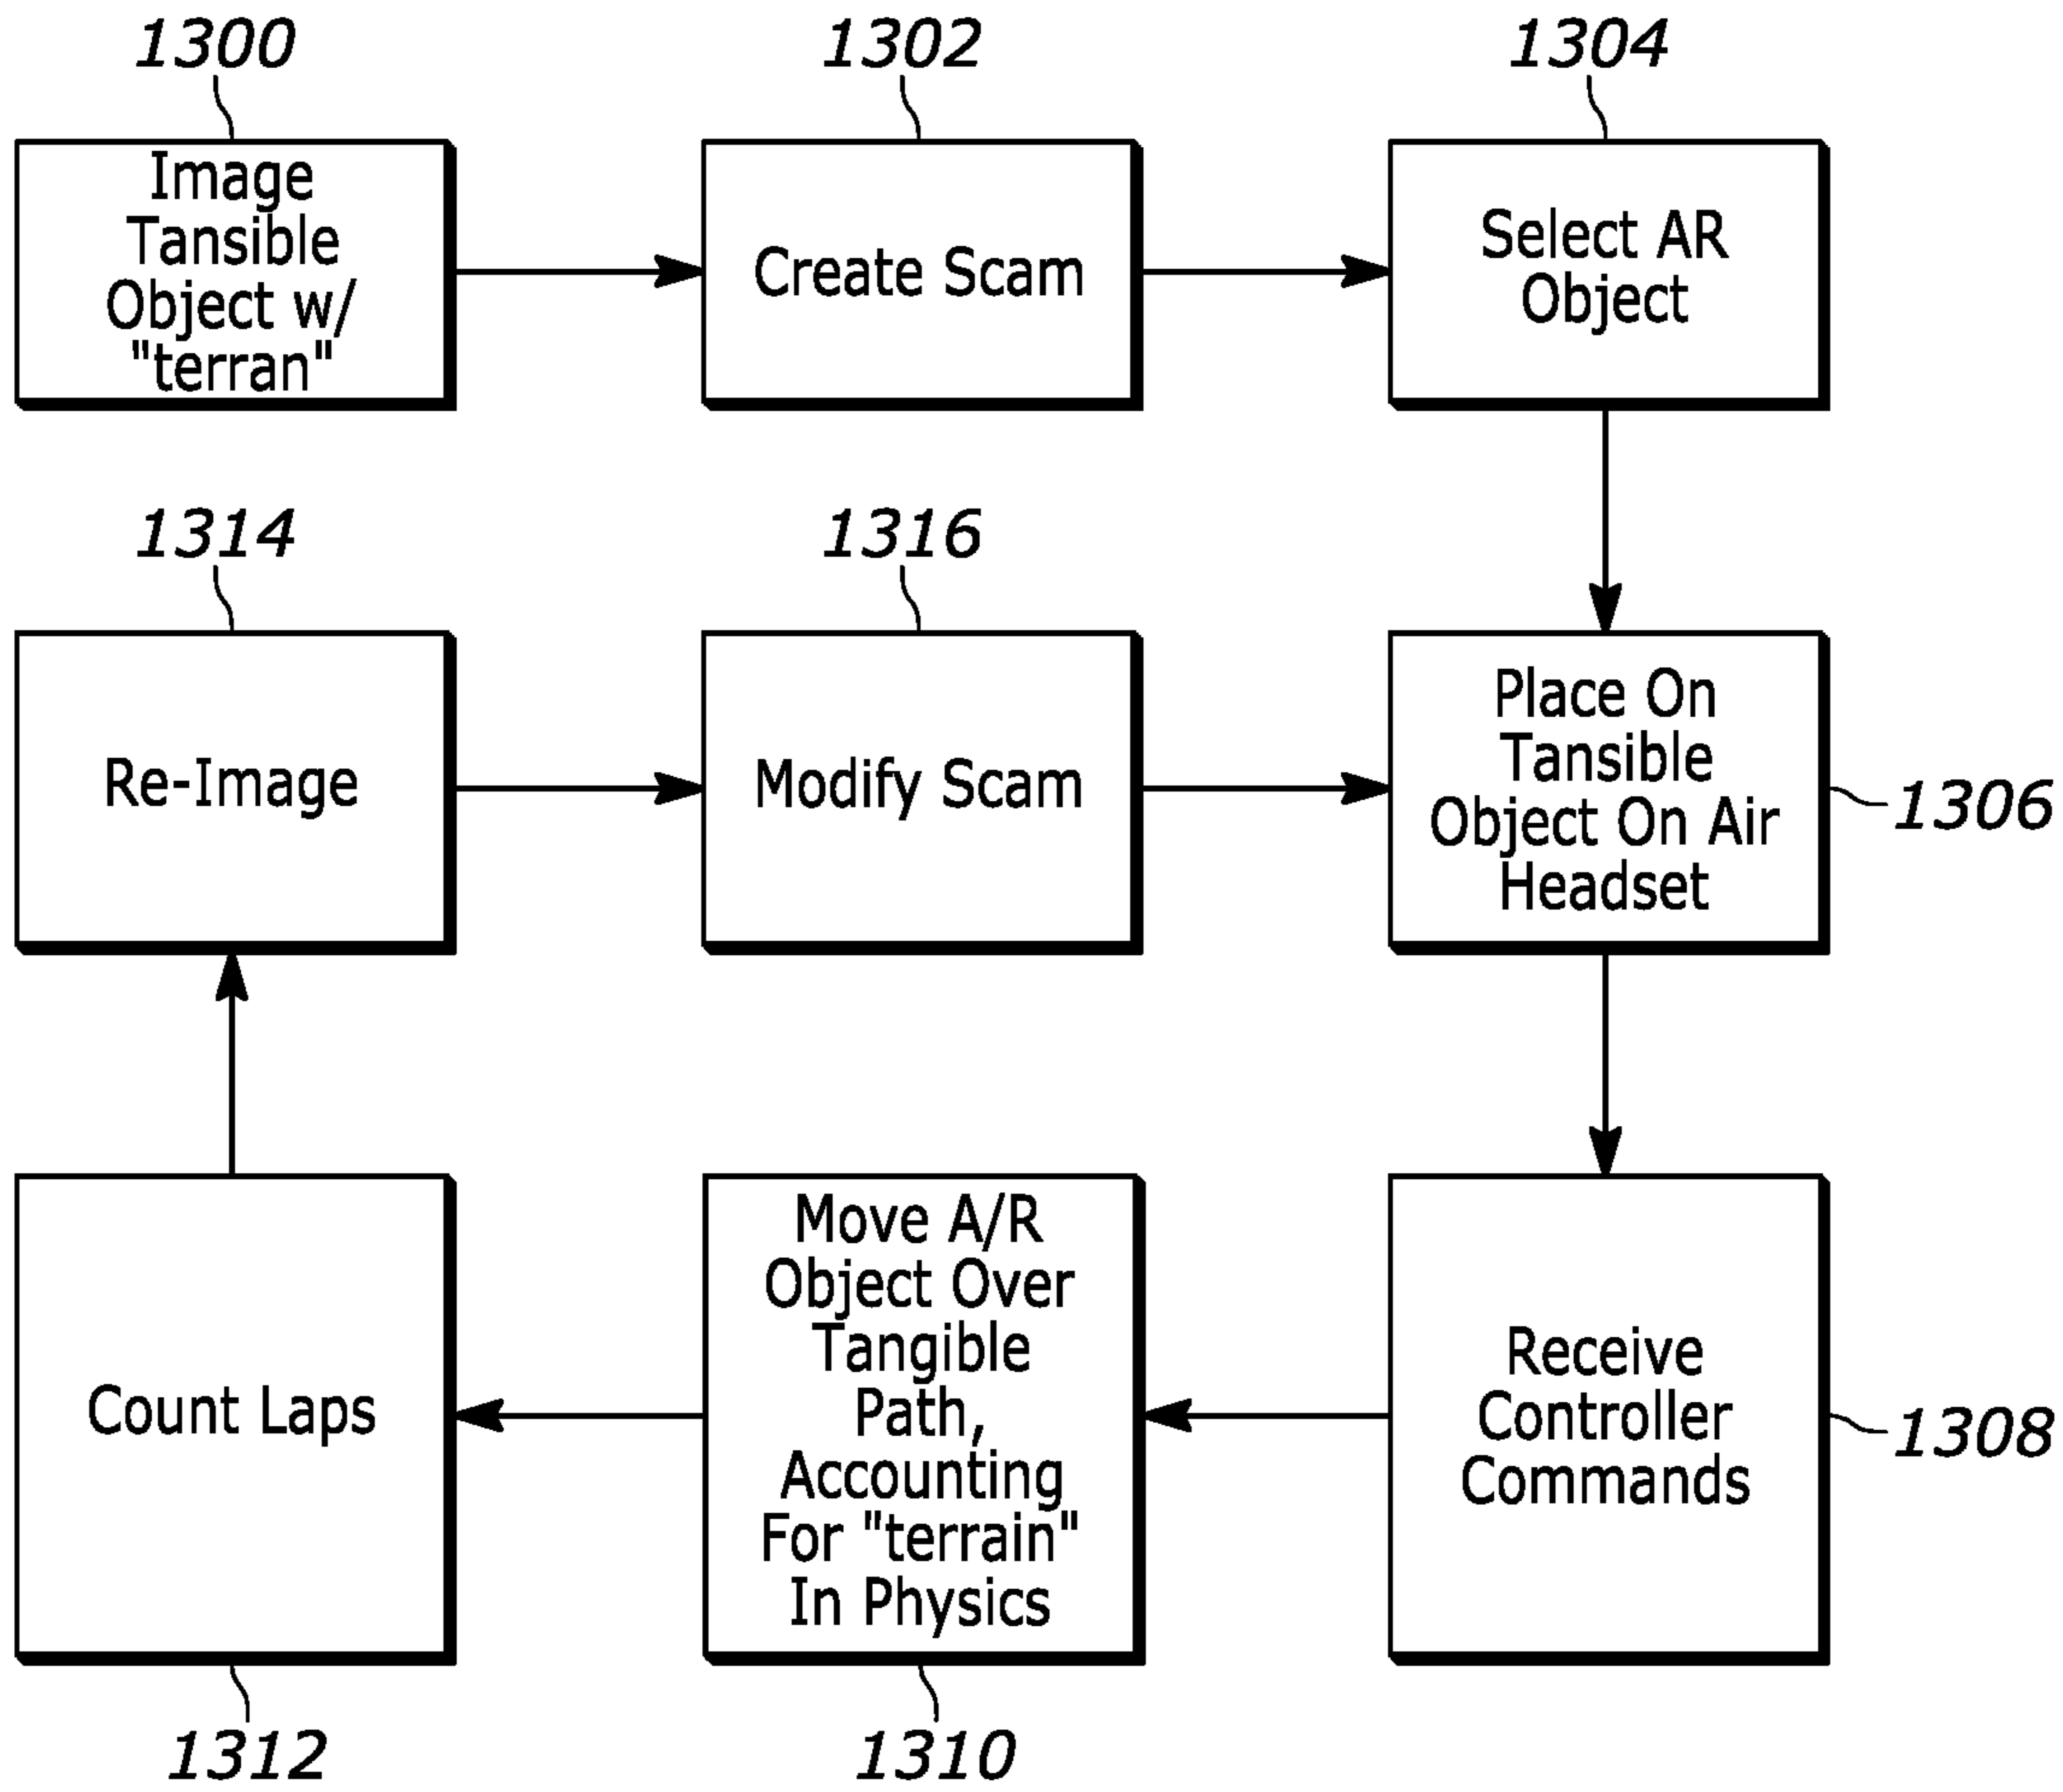 1300
Image
Tansible
Object w/
"terran"
1302
Create Scam
1304
Select AR
Object
1314
Re-Image
1316
Modify Scam
Place On
Tansible
Object On Air
Headset
1306
Count Laps
1312
Move A/R
Object Over
Tangible
Path,
Accounting
For "terrain"
In Physics
1310
Receive
Controller
Commands
1308